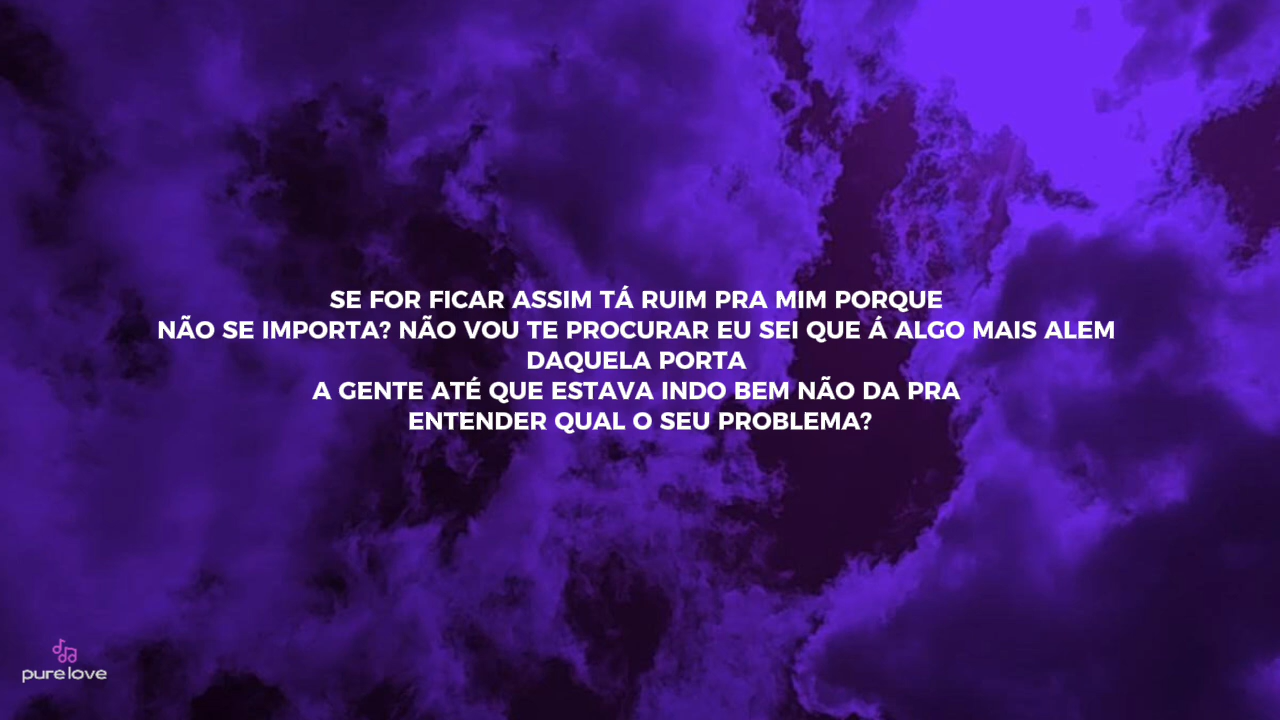 SE FOR FICAR ASSIM TÁ RUIM PRA MIM PORQUE
NÃO SE IMPORTA? NÃO VOU TE PROCURAR EU SEI QUE Á ALGO MAIS ALEM
DAQUELA PORTA
A GENTE ATÉ QUE ESTAVA INDO BEM NÃO DA PRA
ENTENDER QUAL O SEU PROBLEMA?
pure love